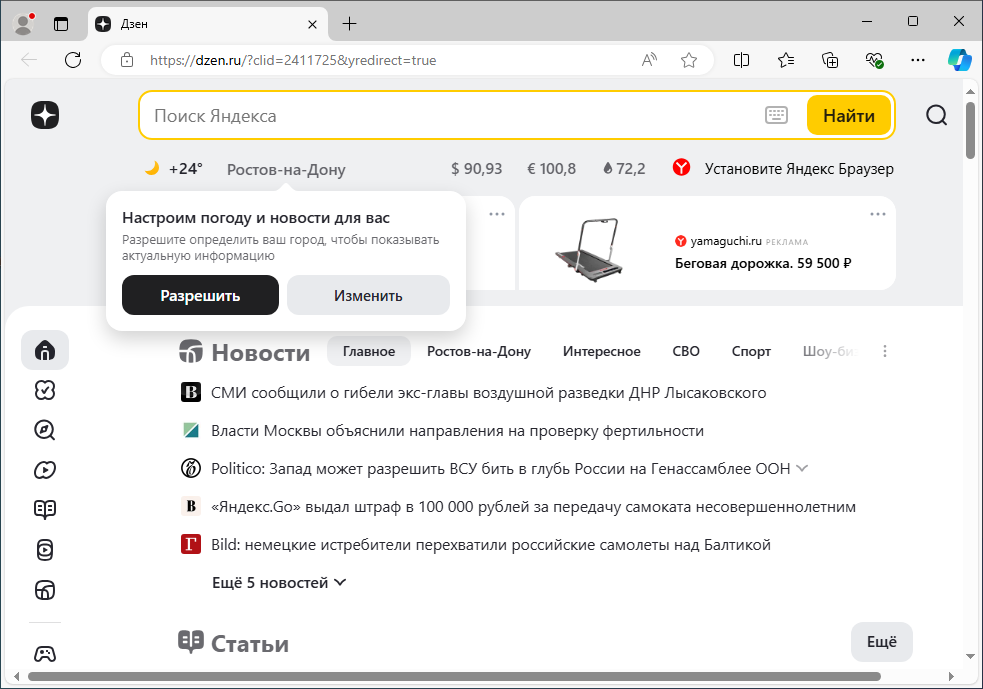 Дзен
https://dzen.ru/?clid=2411725&yredirect=true
Поиск Яндекса
Найти
+24°
Ростов-на-Дону
$ 90,93
€ 100,8
72,2
Установите Яндекс Браузер
Настроим погоду и новости для вас
Разрешите определить ваш город, чтобы показывать
актуальную информацию
Разрешить
Изменить
yamaguchi.ru РЕКЛАМА
Беговая дорожка. 59 500 ₽
Новости
Главное
Ростов-на-Дону
Интересное
СВО
Спорт
Шоу-би
СМИ сообщили о гибели экс-главы воздушной разведки ДНР Лысаковского
Власти Москвы объяснили направления на проверку фертильности
Politico: Запад может разрешить ВСУ бить в глубь России на Генассамблее ООН
«Яндекс.Go» выдал штраф в 100 000 рублей за передачу самоката несовершеннолетним
Bild: немецкие истребители перехватили российские самолеты над Балтикой
Ещё 5 новостей
Статьи
Ещё